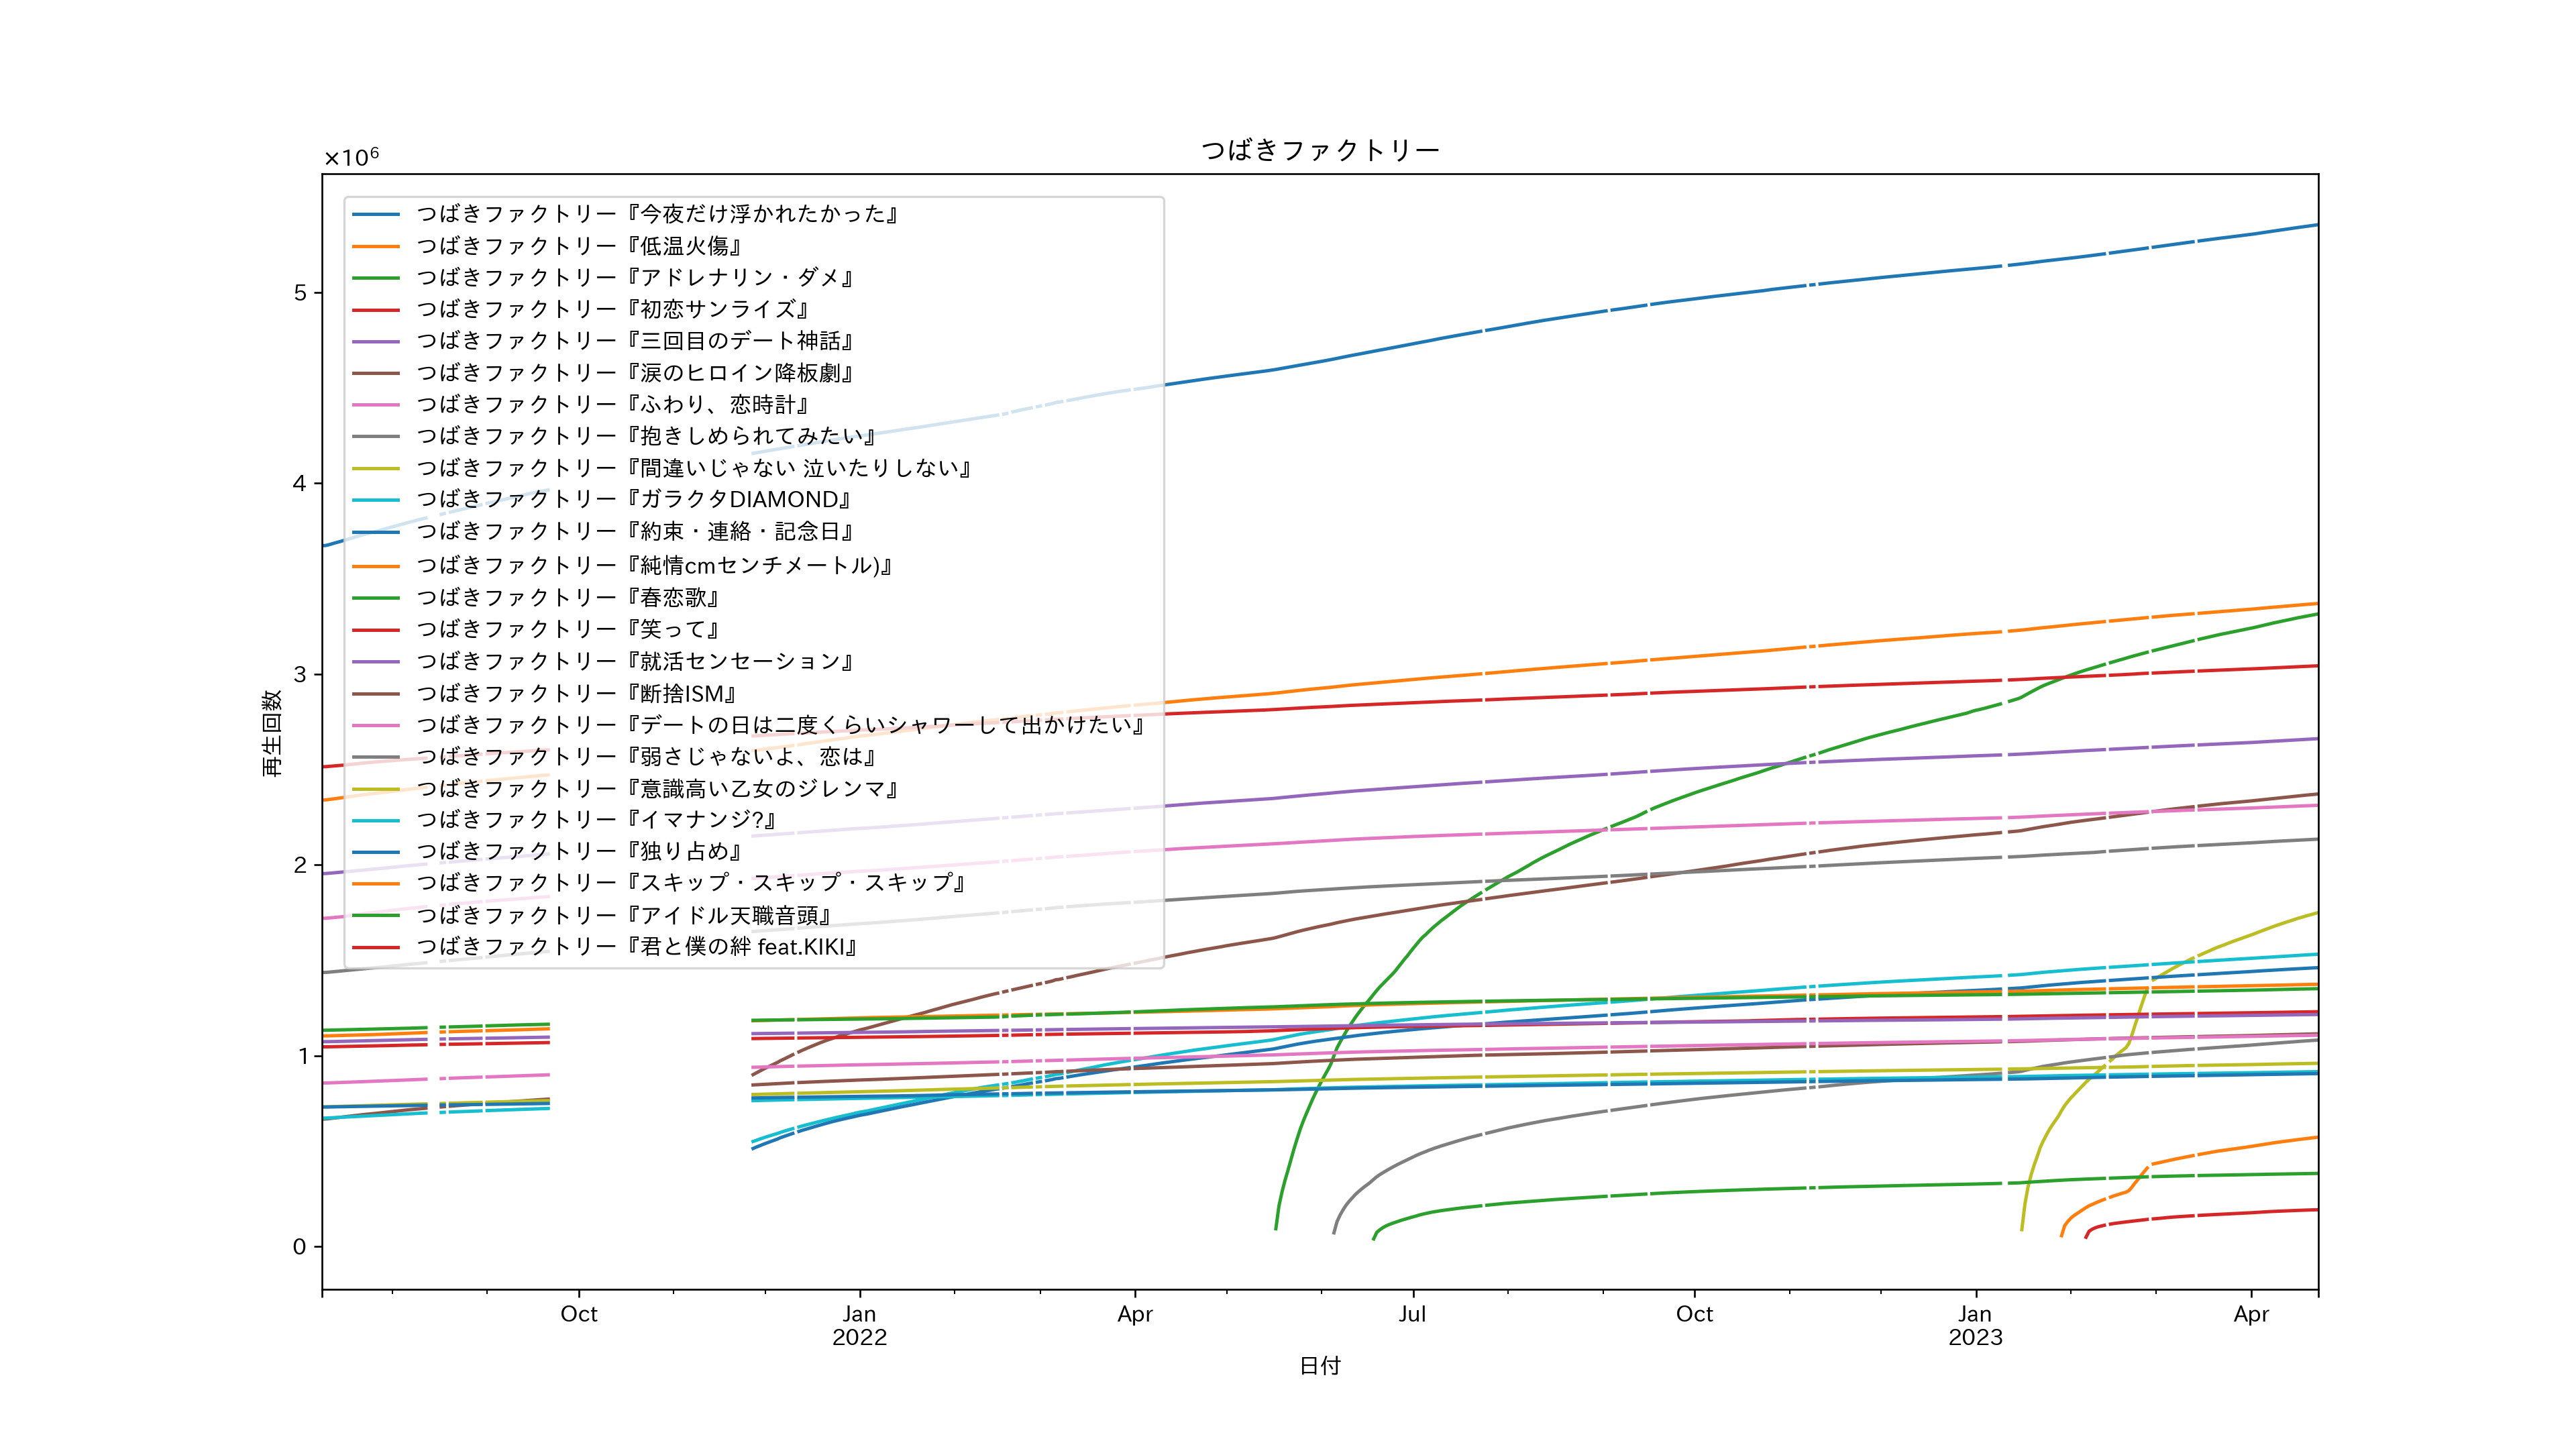 つばきファクトリー
×10⁶
つばきファクトリー『今夜だけ浮かれたかった』
つばきファクトリー『低温火傷』
つばきファクトリー『アドレナリン・ダメ』
つばきファクトリー『初恋サンライズ』
つばきファクトリー『三回目のデート神話』
つばきファクトリー『涙のヒロイン降板劇』
つばきファクトリー『ふわり、恋時計』
つばきファクトリー『抱きしめられてみたい』
つばきファクトリー『間違いじゃない 泣いたりしない』
つばきファクトリー『ガラクタDIAMOND』
つばきファクトリー『約束・連絡・記念日』
つばきファクトリー『純情cmセンチメートル)』
つばきファクトリー『春恋歌』
つばきファクトリー『笑って』
つばきファクトリー『就活センセーション』
つばきファクトリー『断捨ISM』
つばきファクトリー『デートの日は二度くらいシャワーして出かけたい』
つばきファクトリー『弱さじゃないよ、恋は』
つばきファクトリー『意識高い乙女のジレンマ』
つばきファクトリー『イマナンジ?』
つばきファクトリー『独り占め』
つばきファクトリー『スキップ・スキップ・スキップ』
つばきファクトリー『アイドル天職音頭』
つばきファクトリー『君と僕の絆 feat.KIKI』
5
4
3
2
1
0
再生回数
Oct
Jan
2022
Apr
Jul
Oct
Jan
2023
Apr
日付